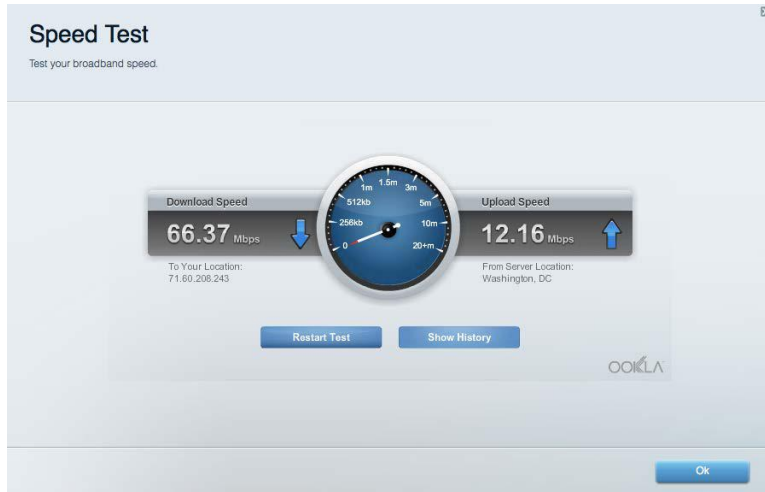 Speed Test
Test your broadband speed.
Download Speed
66.37 Mbps
To Your Location:
71.60.208.243
0
256kb
512kb
1m
1.5m
3m
5m
10m
20+m
Upload Speed
12.16 Mbps
From Server Location:
Washington, DC
Restart Test
Show History
OOKLA
Ok